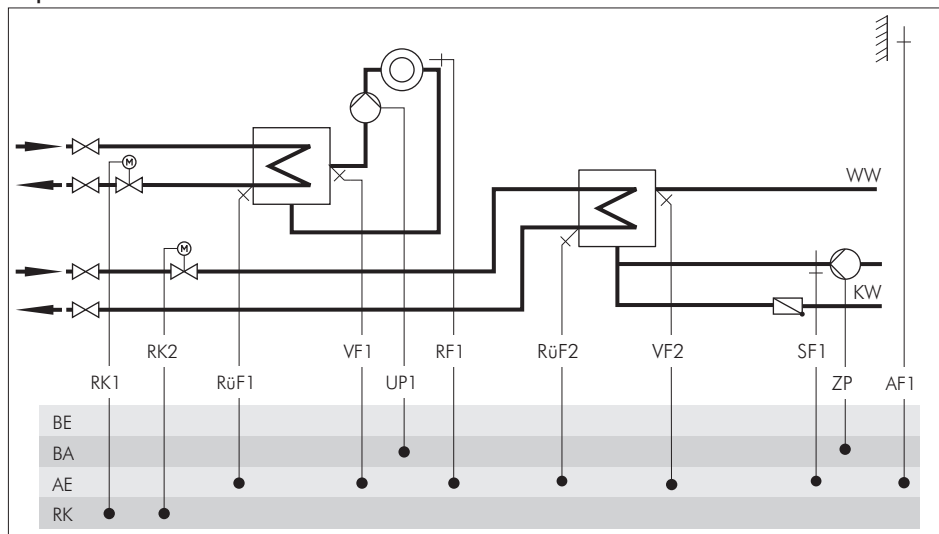 M
M
WW
KW
RK2 VF1 RF1 RüF2 VF2 SF1
RK1 RüF1 UP1 ZP AF1
BE
BA
AE
RK